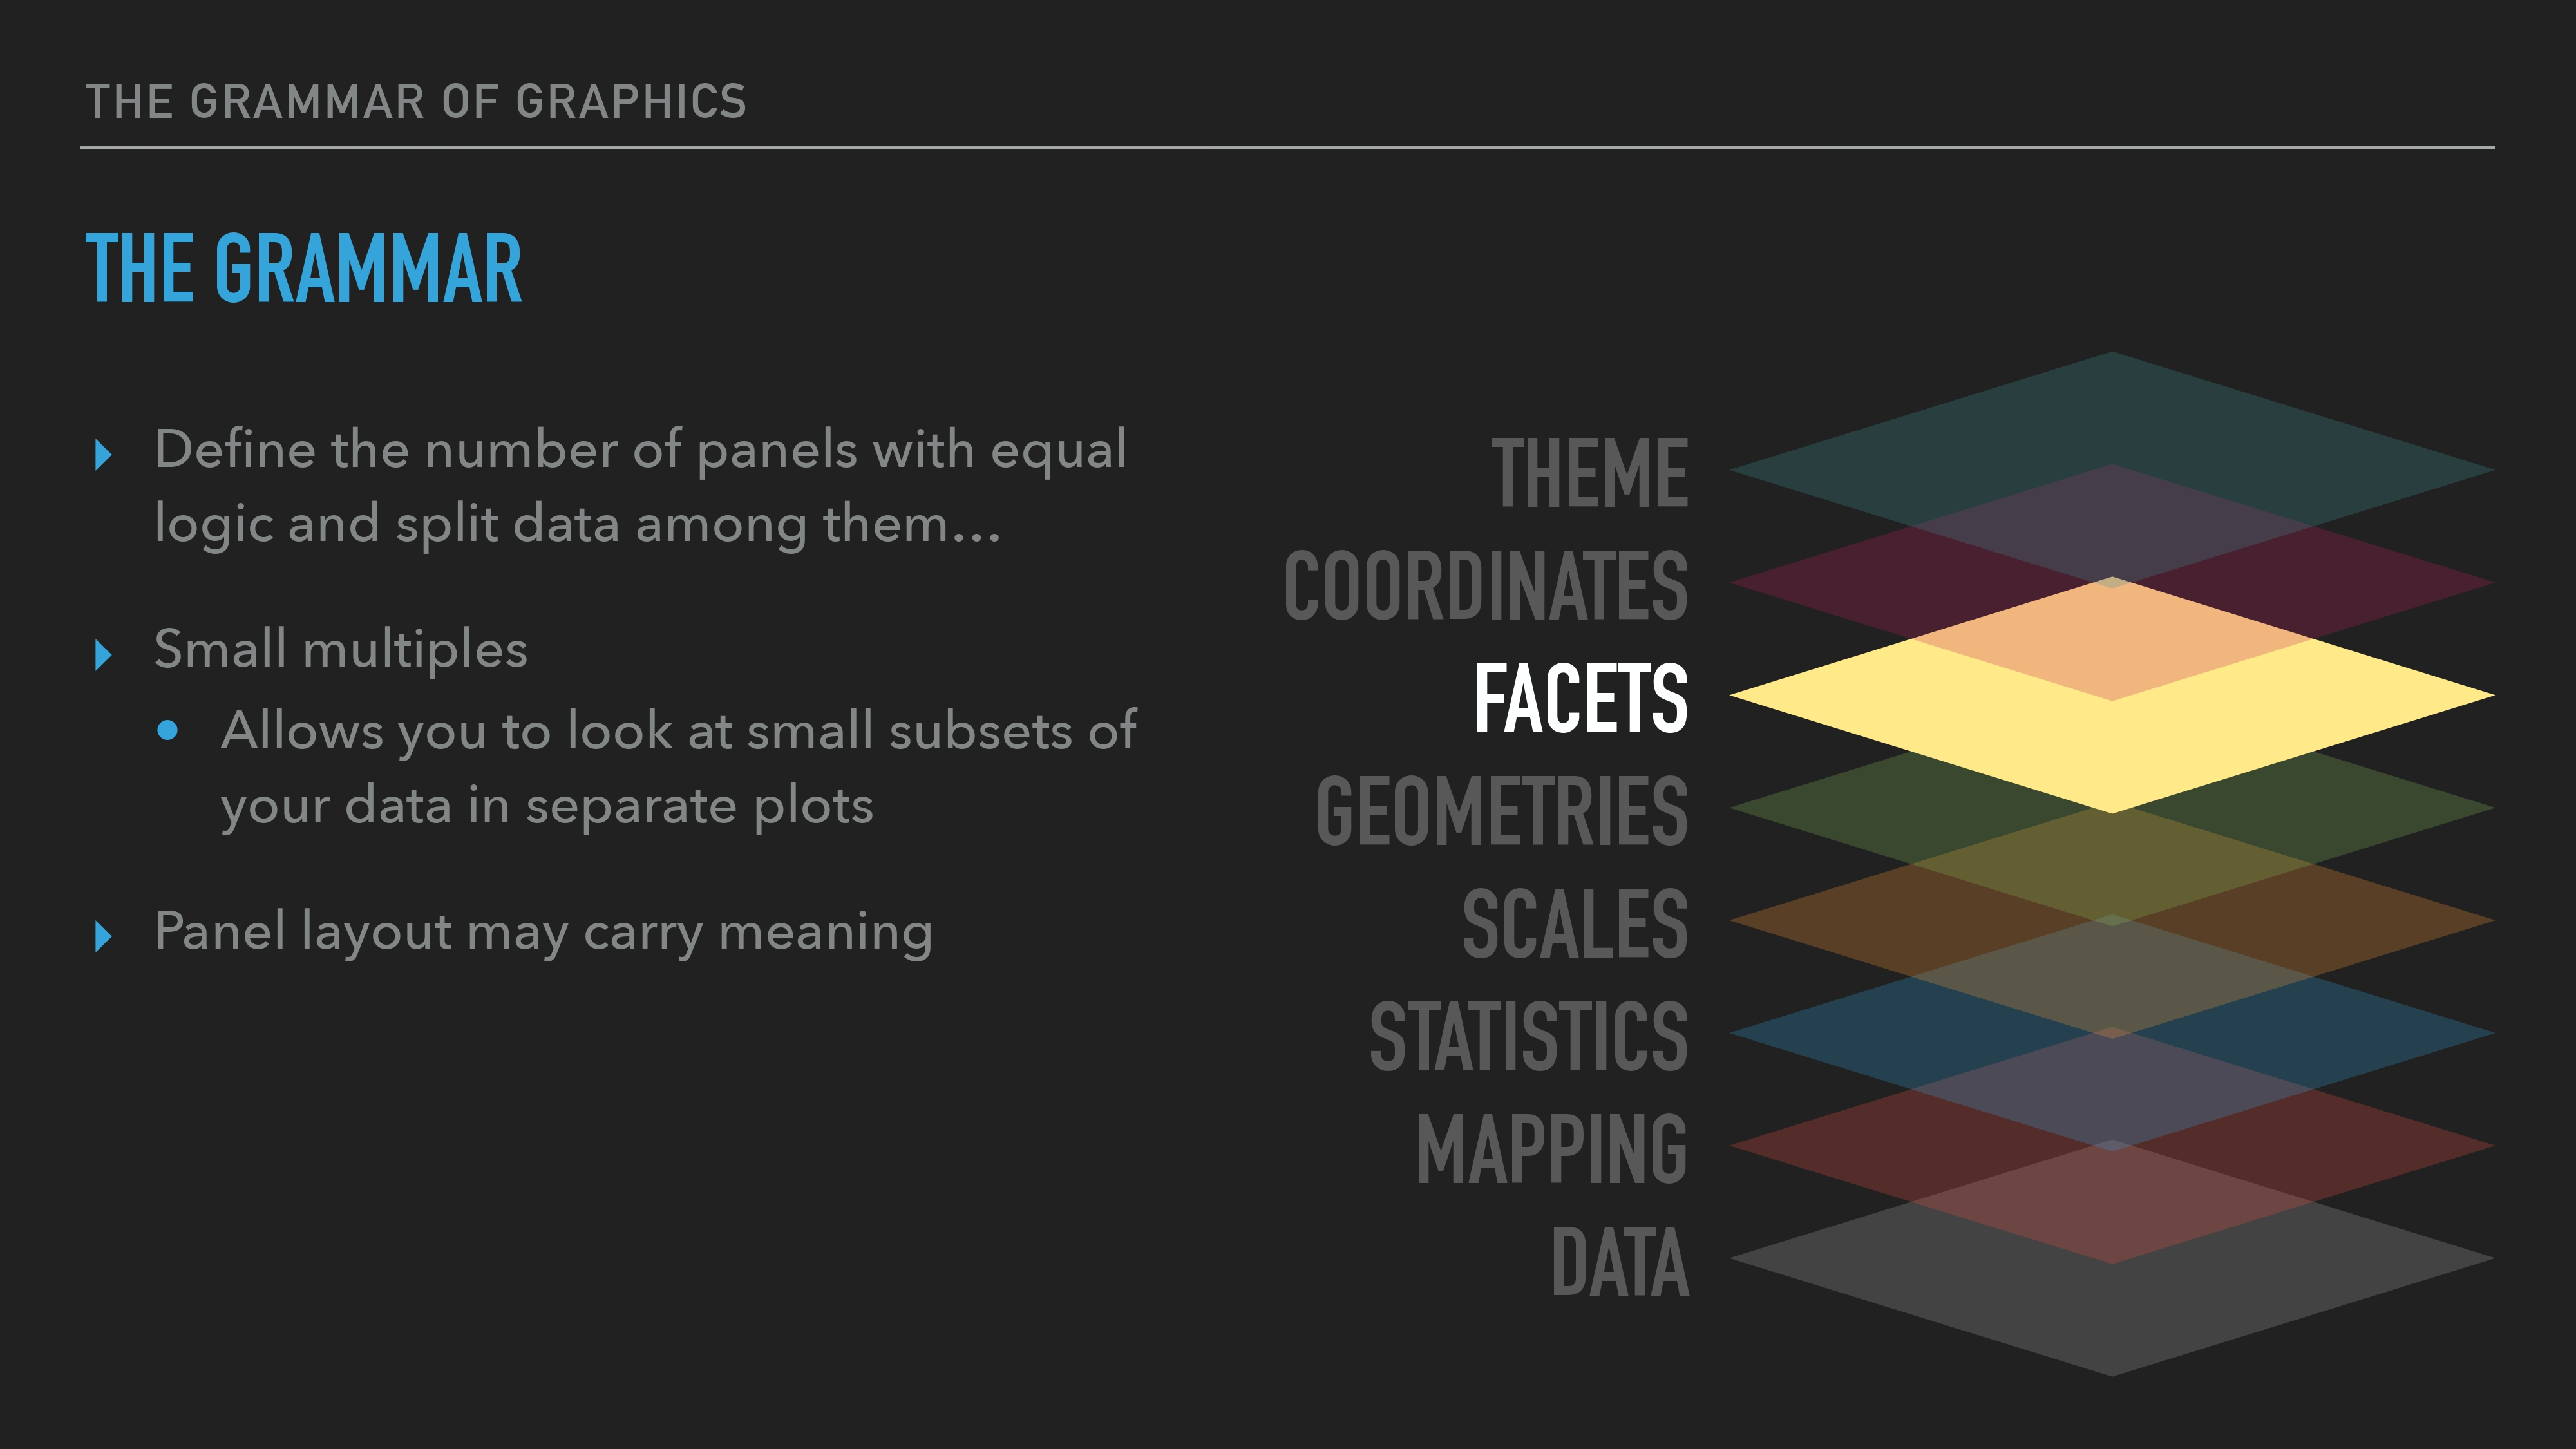 THE GRAMMAR OF GRAPHICS
THE GRAMMAR
Define the number of panels with equal
logic and split data among them…
Small multiples
Allows you to look at small subsets of
your data in separate plots
Panel layout may carry meaning
THEME
COORDINATES
FACETS
GEOMETRIES
SCALES
STATISTICS
MAPPING
DATA